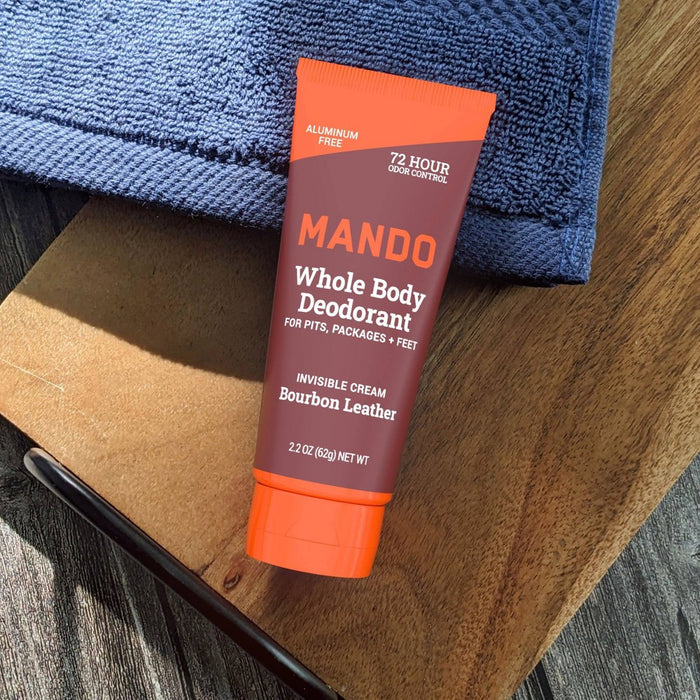 ALUMINUM
FREE
72 HOUR
ODOR CONTROL
MANDO
Whole Body
Deodorant
FOR PITS, PACKAGES + FEET
INVISIBLE CREAM
Bourbon Leather
2.2 OZ (62g) NET WT